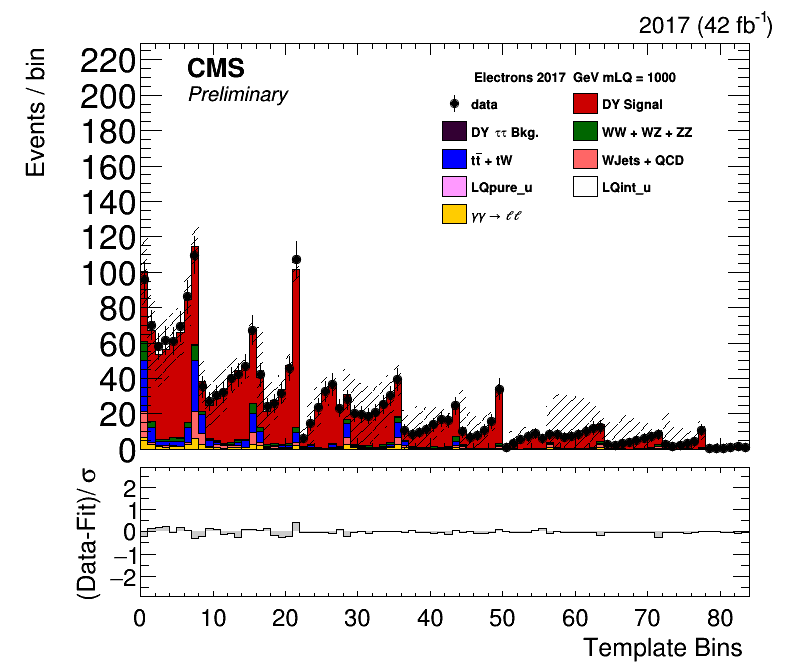 2017 (42 fb-1)
CMS
Preliminary
Electrons 2017 GeV mLQ = 1000
data
DY Signal
DY ττ Bkg.
WW + WZ + ZZ
tt̅ + tW
WJets + QCD
LQpure_u
LQint_u
γγ → ℓℓ
Events / bin
220
200
180
160
140
120
100
80
60
40
20
0
(Data-Fit)/ σ
2
1
0
−1
−2
0 10 20 30 40 50 60 70 80
Template Bins